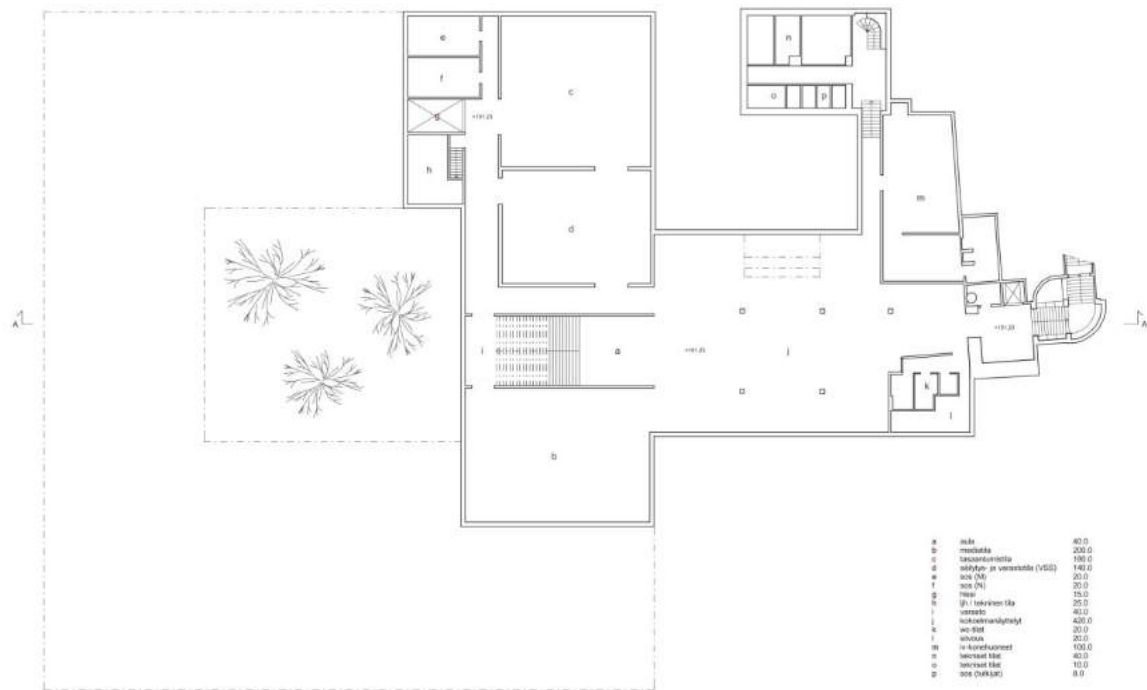 e
n
f
c
o
p
g
+191.25
h
m
d
A
A
i
a
+191.25
j
+191.25
k
l
b
a aula 40.0
b mediatila 200.0
c tasaantumistila 180.0
d säilytys- ja varastotila (VSS) 140.0
e sos (M) 20.0
f sos (N) 20.0
g hissi 15.0
h ljh / tekninen tila 25.0
i varasto 40.0
j kokoelmanäyttelyt 420.0
k wc-tilat 20.0
l siivous 20.0
m iv-konehuoneet 100.0
n tekniset tilat 40.0
o tekniset tilat 10.0
p sos (tutkijat) 8.0